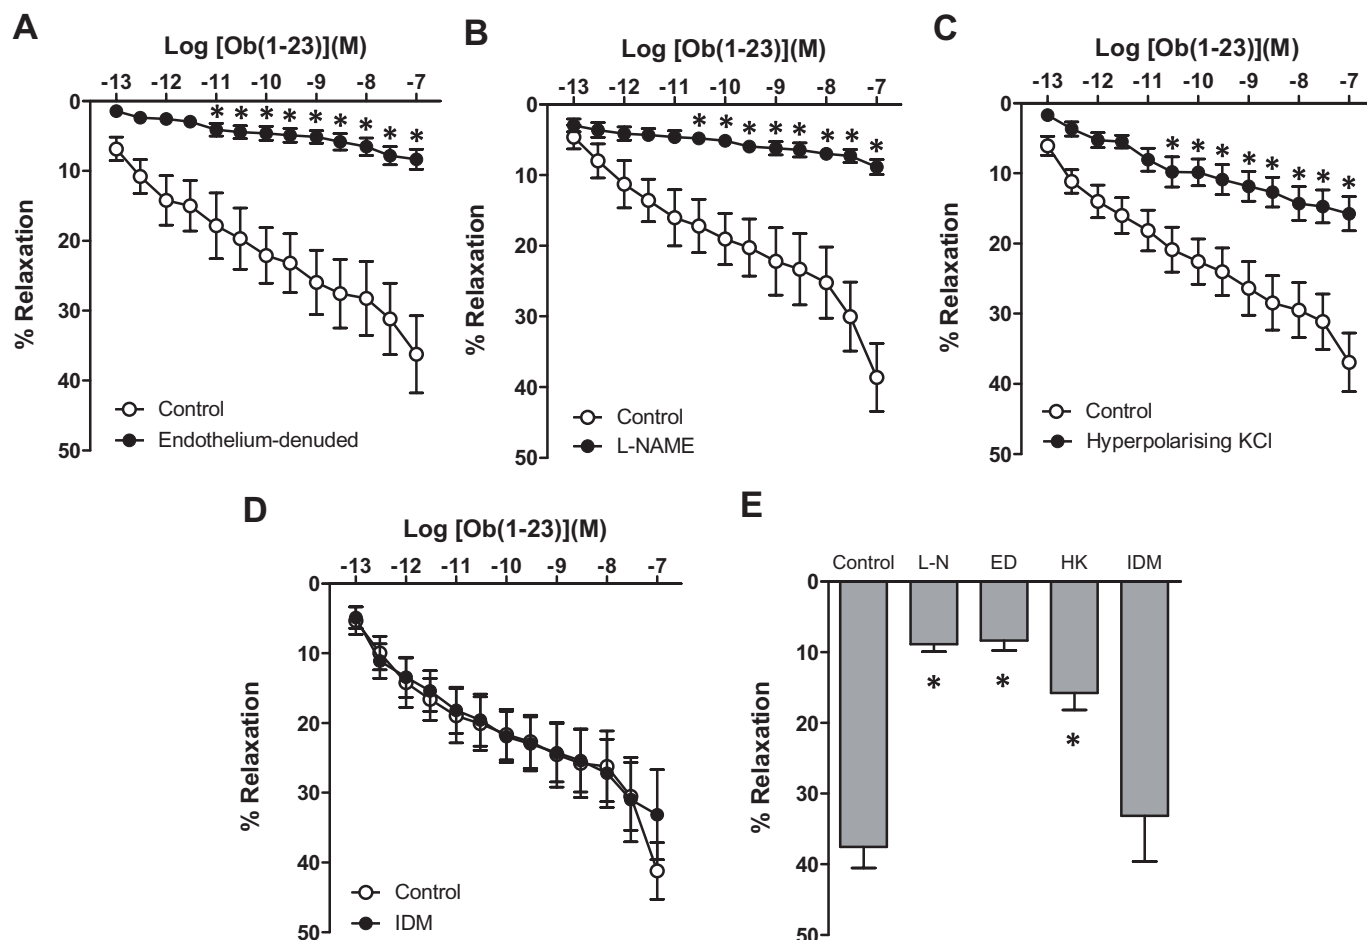 A
Log [Ob(1-23)](M)
-13 -12 -11 -10 -9 -8 -7
0
* * * * * * * * *
10
20
30
40
50
% Relaxation
Control
Endothelium-denuded
B
Log [Ob(1-23)](M)
-13 -12 -11 -10 -9 -8 -7
0
* * * * * * * *
10
20
30
40
50
% Relaxation
Control
L-NAME
C
Log [Ob(1-23)](M)
-13 -12 -11 -10 -9 -8 -7
0
* * * * * * * *
10
20
30
40
50
% Relaxation
Control
Hyperpolarising KCl
D
Log [Ob(1-23)](M)
-13 -12 -11 -10 -9 -8 -7
0
10
20
30
40
50
% Relaxation
Control
IDM
E
Control L-N ED HK IDM
0
10
20
30
40
50
% Relaxation
* * *